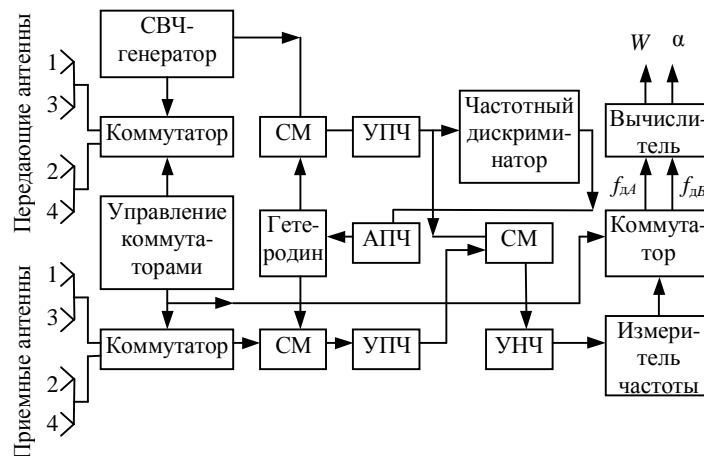 Передающие антенны
1
3
2
4
СВЧ-
генератор
Коммутатор
СМ
УПЧ
Частотный
дискрими-
натор
W
α
Вычисли-
тель
fдА
fдБ
Управление
коммута-
торами
Гете-
родин
АПЧ
СМ
Коммута-
тор
Приемные антенны
1
3
2
4
Коммутатор
СМ
УПЧ
УНЧ
Измери-
тель
частоты